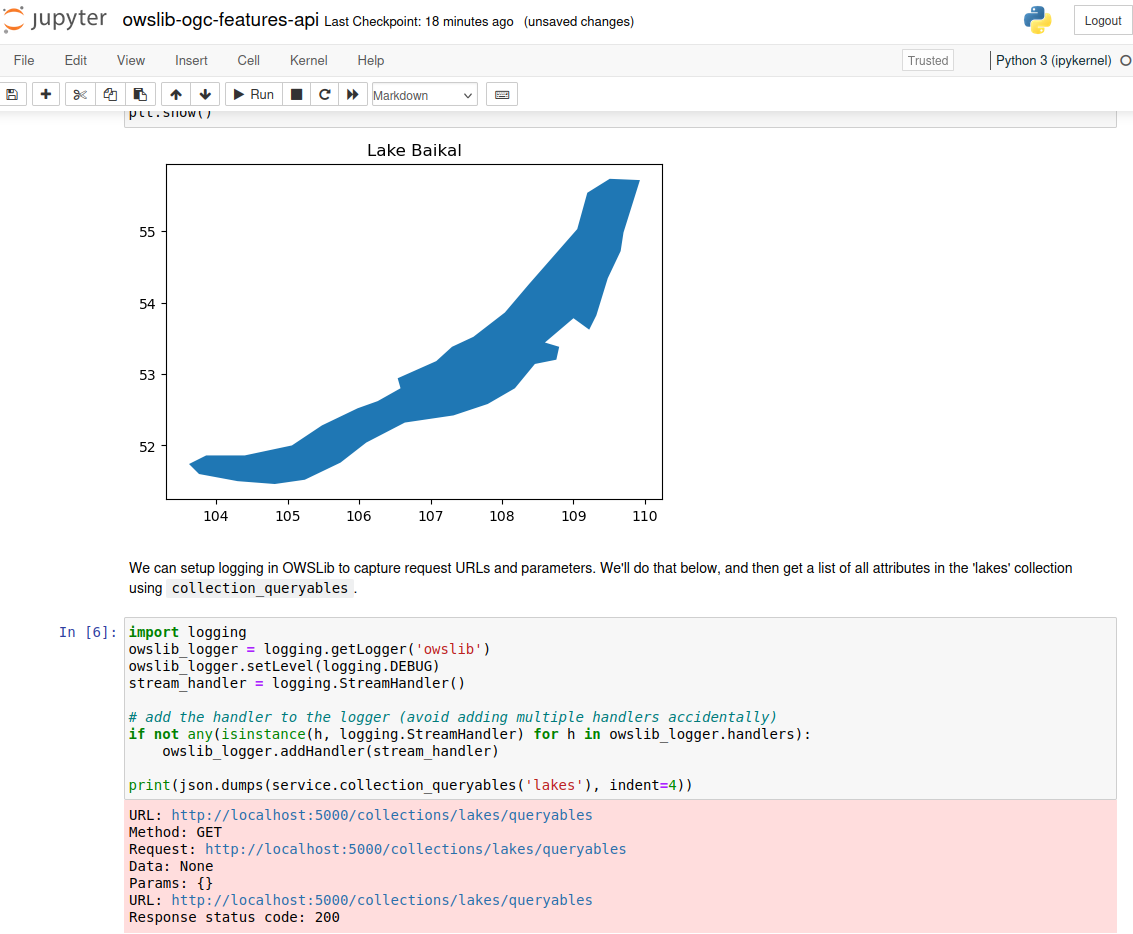 jupyter owslib-ogc-features-api Last Checkpoint: 18 minutes ago (unsaved changes)
Logout
File Edit View Insert Cell Kernel Help
Trusted
Python 3 (ipykernel)
Run
Markdown
plt.show()
Lake Baikal
55
54
53
52
104 105 106 107 108 109 110
We can setup logging in OWSLib to capture request URLs and parameters. We'll do that below, and then get a list of all attributes in the 'lakes' collection
using collection_queryables .
In [6]:
import logging
owslib_logger = logging.getLogger('owslib')
owslib_logger.setLevel(logging.DEBUG)
stream_handler = logging.StreamHandler()
# add the handler to the logger (avoid adding multiple handlers accidentally)
if not any(isinstance(h, logging.StreamHandler) for h in owslib_logger.handlers):
    owslib_logger.addHandler(stream_handler)
print(json.dumps(service.collection_queryables('lakes'), indent=4))
URL: http://localhost:5000/collections/lakes/queryables
Method: GET
Request: http://localhost:5000/collections/lakes/queryables
Data: None
Params: {}
URL: http://localhost:5000/collections/lakes/queryables
Response status code: 200